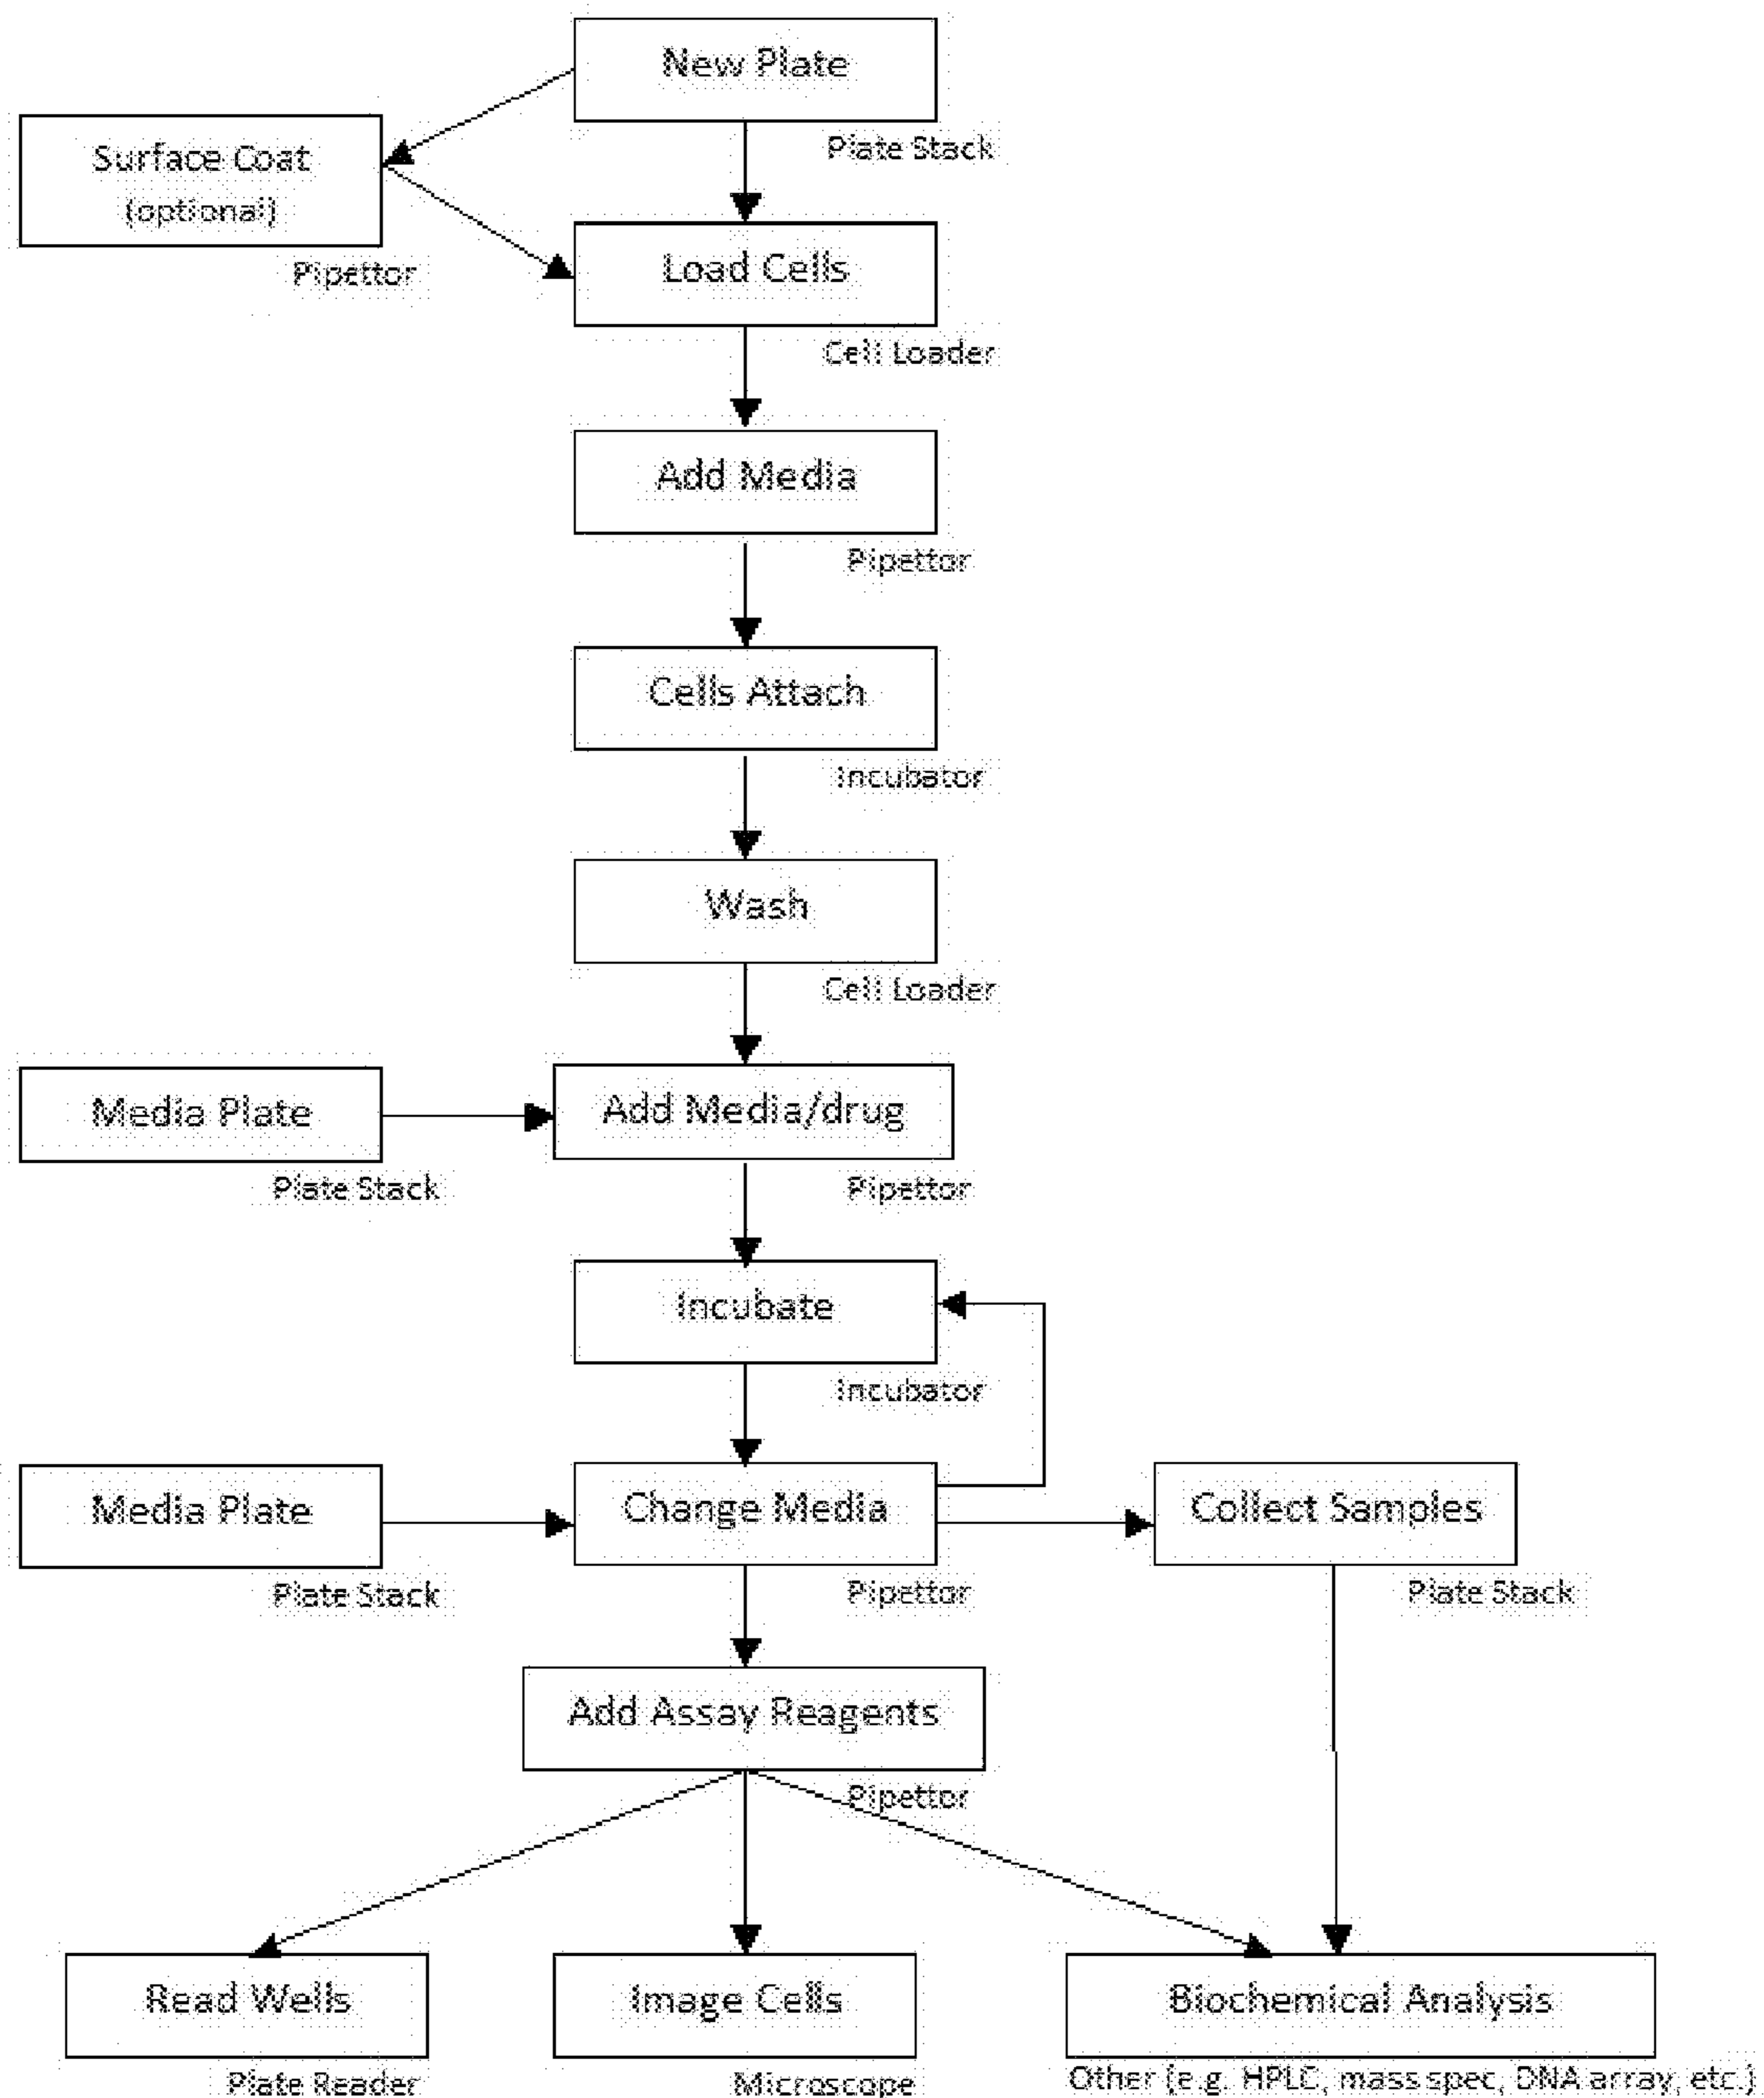 New Plate
Plate Stack
Surface Coat
(optional)
Pipettor
Load Cells
Cell Loader
Add Media
Pipettor
Cells Attach
Incubator
Wash
Cell Loader
Media Plate
Plate Stack
Add Media/drug
Pipettor
Incubate
Incubator
Media Plate
Plate Stack
Change Media
Pipettor
Collect Samples
Plate Stack
Add Assay Reagents
Pipettor
Read Wells
Plate Reader
Image Cells
Microscope
Biochemical Analysis
Other (e.g. HPLC, mass spec, DNA array, etc.)